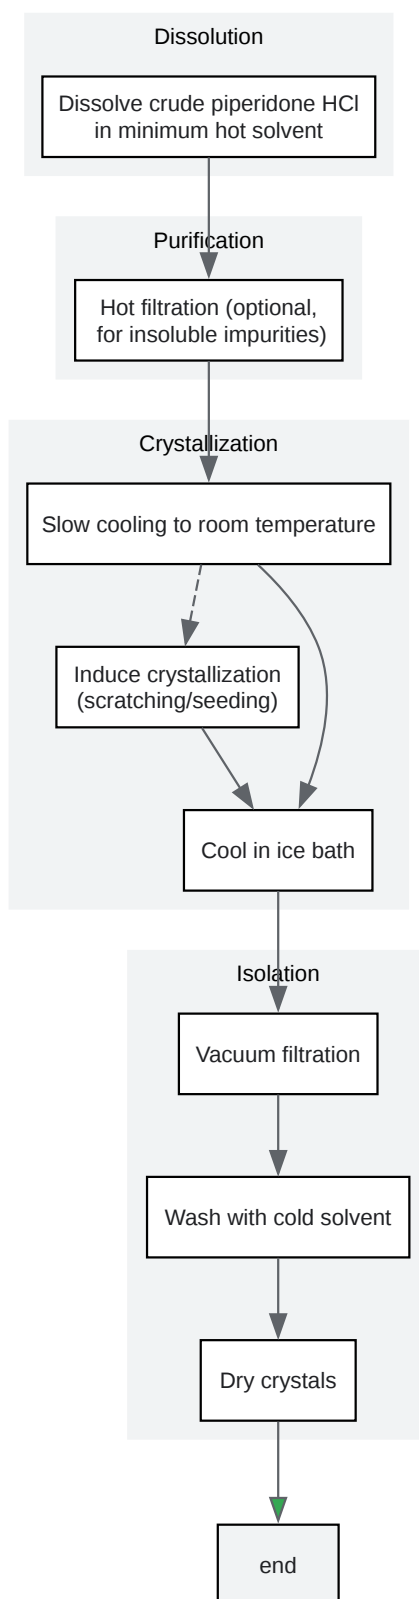 Dissolution
Dissolve crude piperidone HCl
in minimum hot solvent
Purification
Hot filtration (optional,
for insoluble impurities)
Crystallization
Slow cooling to room temperature
Induce crystallization
(scratching/seeding)
Cool in ice bath
Isolation
Vacuum filtration
Wash with cold solvent
Dry crystals
end